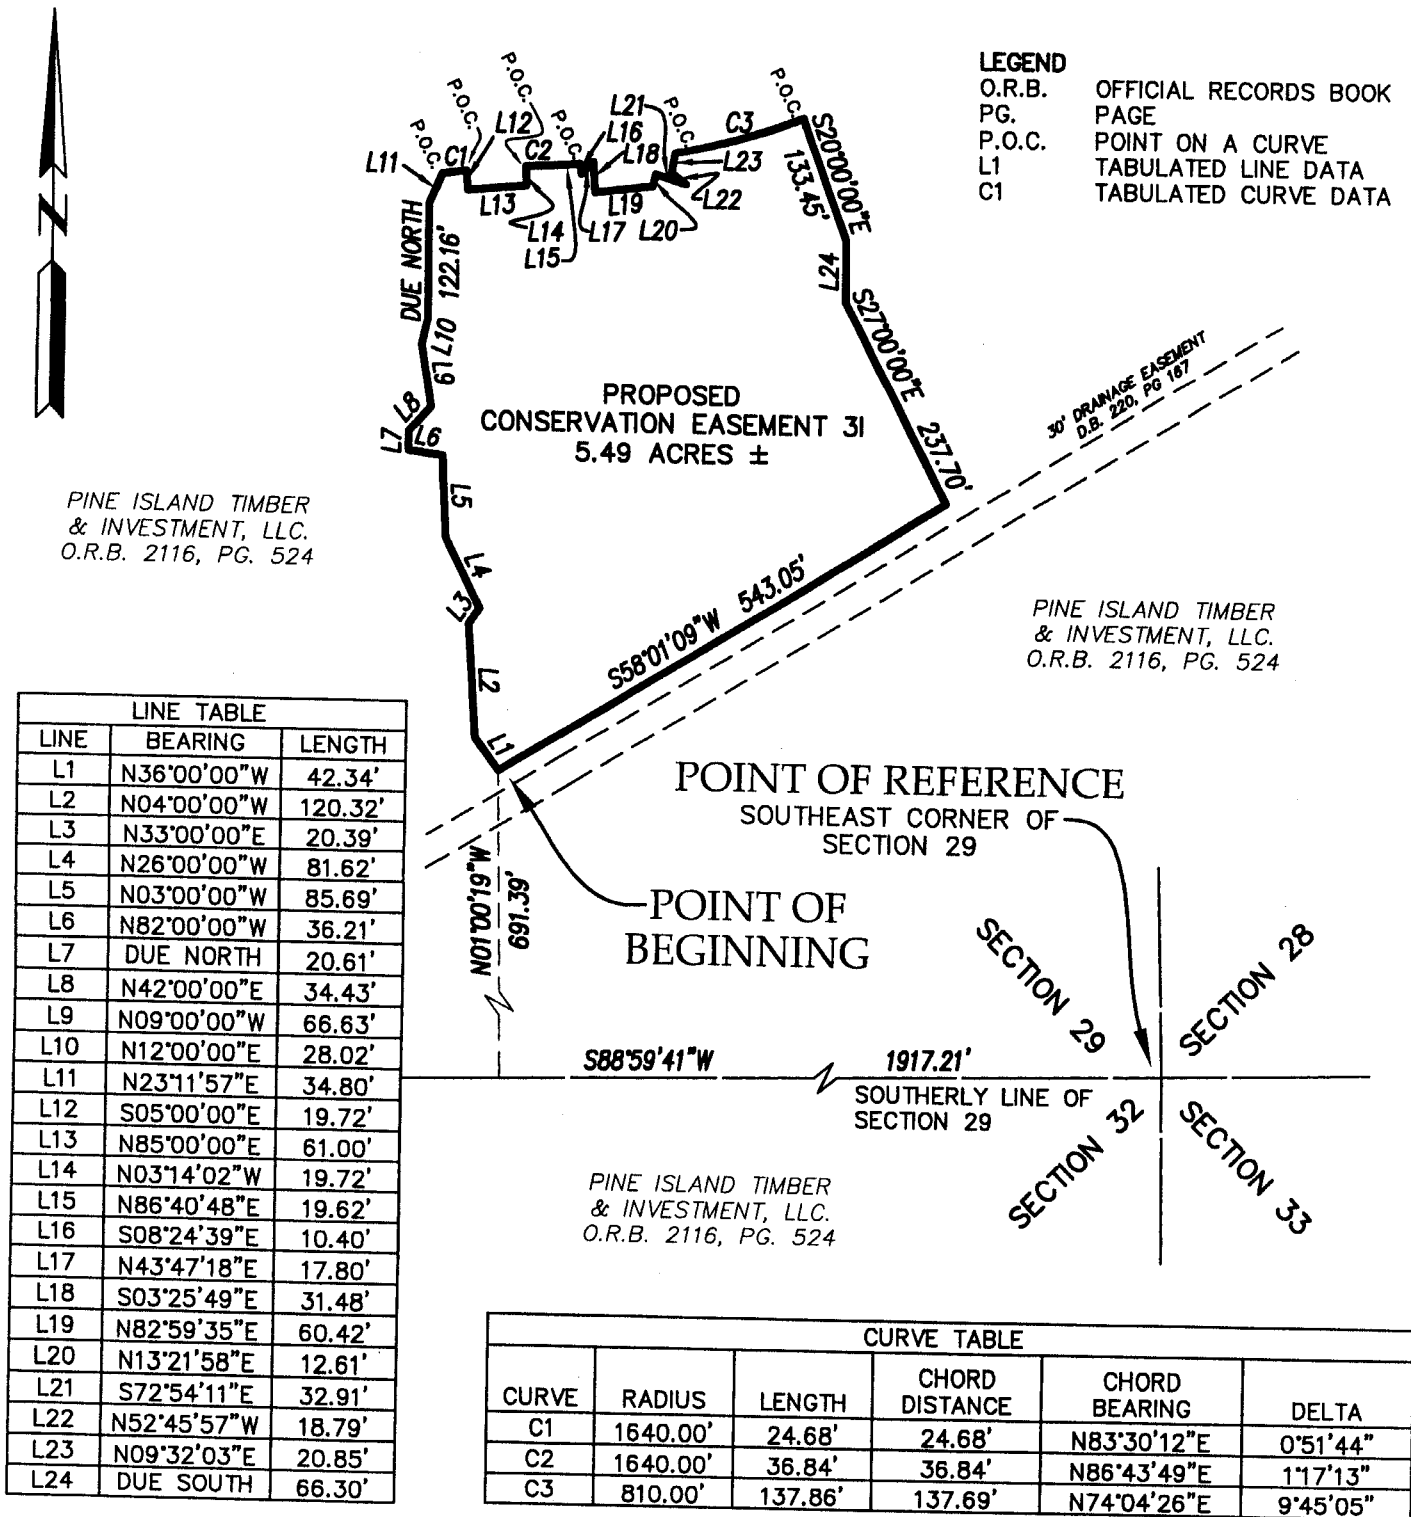 N
LEGEND
O.R.B. OFFICIAL RECORDS BOOK
PG. PAGE
P.O.C. POINT ON A CURVE
L1 TABULATED LINE DATA
C1 TABULATED CURVE DATA
P.O.C.
P.O.C.
P.O.C.
P.O.C.
P.O.C.
P.O.C.
L11
C1
L12
C2
L21
L16
L18
C3
L23
L22
L13
L14
L15
L17
L19
L20
S20°00'00"E
133.45'
L24
S27°00'00"E 237.70'
DUE NORTH
122.16'
L10
L9
L8
L7
L6
L5
L4
L3
L2
L1
PROPOSED
CONSERVATION EASEMENT 31
5.49 ACRES ±
30' DRAINAGE EASEMENT
D.B. 220, PG 167
PINE ISLAND TIMBER
& INVESTMENT, LLC.
O.R.B. 2116, PG. 524
S58°01'09"W 543.05'
PINE ISLAND TIMBER
& INVESTMENT, LLC.
O.R.B. 2116, PG. 524
POINT OF REFERENCE
SOUTHEAST CORNER OF
SECTION 29
POINT OF
BEGINNING
N01°00'19"W
691.39'
SECTION 29
SECTION 28
SECTION 32
SECTION 33
S88°59'41"W 1917.21'
SOUTHERLY LINE OF
SECTION 29
PINE ISLAND TIMBER
& INVESTMENT, LLC.
O.R.B. 2116, PG. 524
LINE TABLE
LINE BEARING LENGTH
L1 N36°00'00"W 42.34'
L2 N04°00'00"W 120.32'
L3 N33°00'00"E 20.39'
L4 N26°00'00"W 81.62'
L5 N03°00'00"W 85.69'
L6 N82°00'00"W 36.21'
L7 DUE NORTH 20.61'
L8 N42°00'00"E 34.43'
L9 N09°00'00"W 66.63'
L10 N12°00'00"E 28.02'
L11 N23°11'57"E 34.80'
L12 S05°00'00"E 19.72'
L13 N85°00'00"E 61.00'
L14 N03°14'02"W 19.72'
L15 N86°40'48"E 19.62'
L16 S08°24'39"E 10.40'
L17 N43°47'18"E 17.80'
L18 S03°25'49"E 31.48'
L19 N82°59'35"E 60.42'
L20 N13°21'58"E 12.61'
L21 S72°54'11"E 32.91'
L22 N52°45'57"W 18.79'
L23 N09°32'03"E 20.85'
L24 DUE SOUTH 66.30'
CURVE TABLE
CURVE RADIUS LENGTH CHORD DISTANCE CHORD BEARING DELTA
C1 1640.00' 24.68' 24.68' N83°30'12"E 0°51'44"
C2 1640.00' 36.84' 36.84' N86°43'49"E 1°17'13"
C3 810.00' 137.86' 137.69' N74°04'26"E 9°45'05"